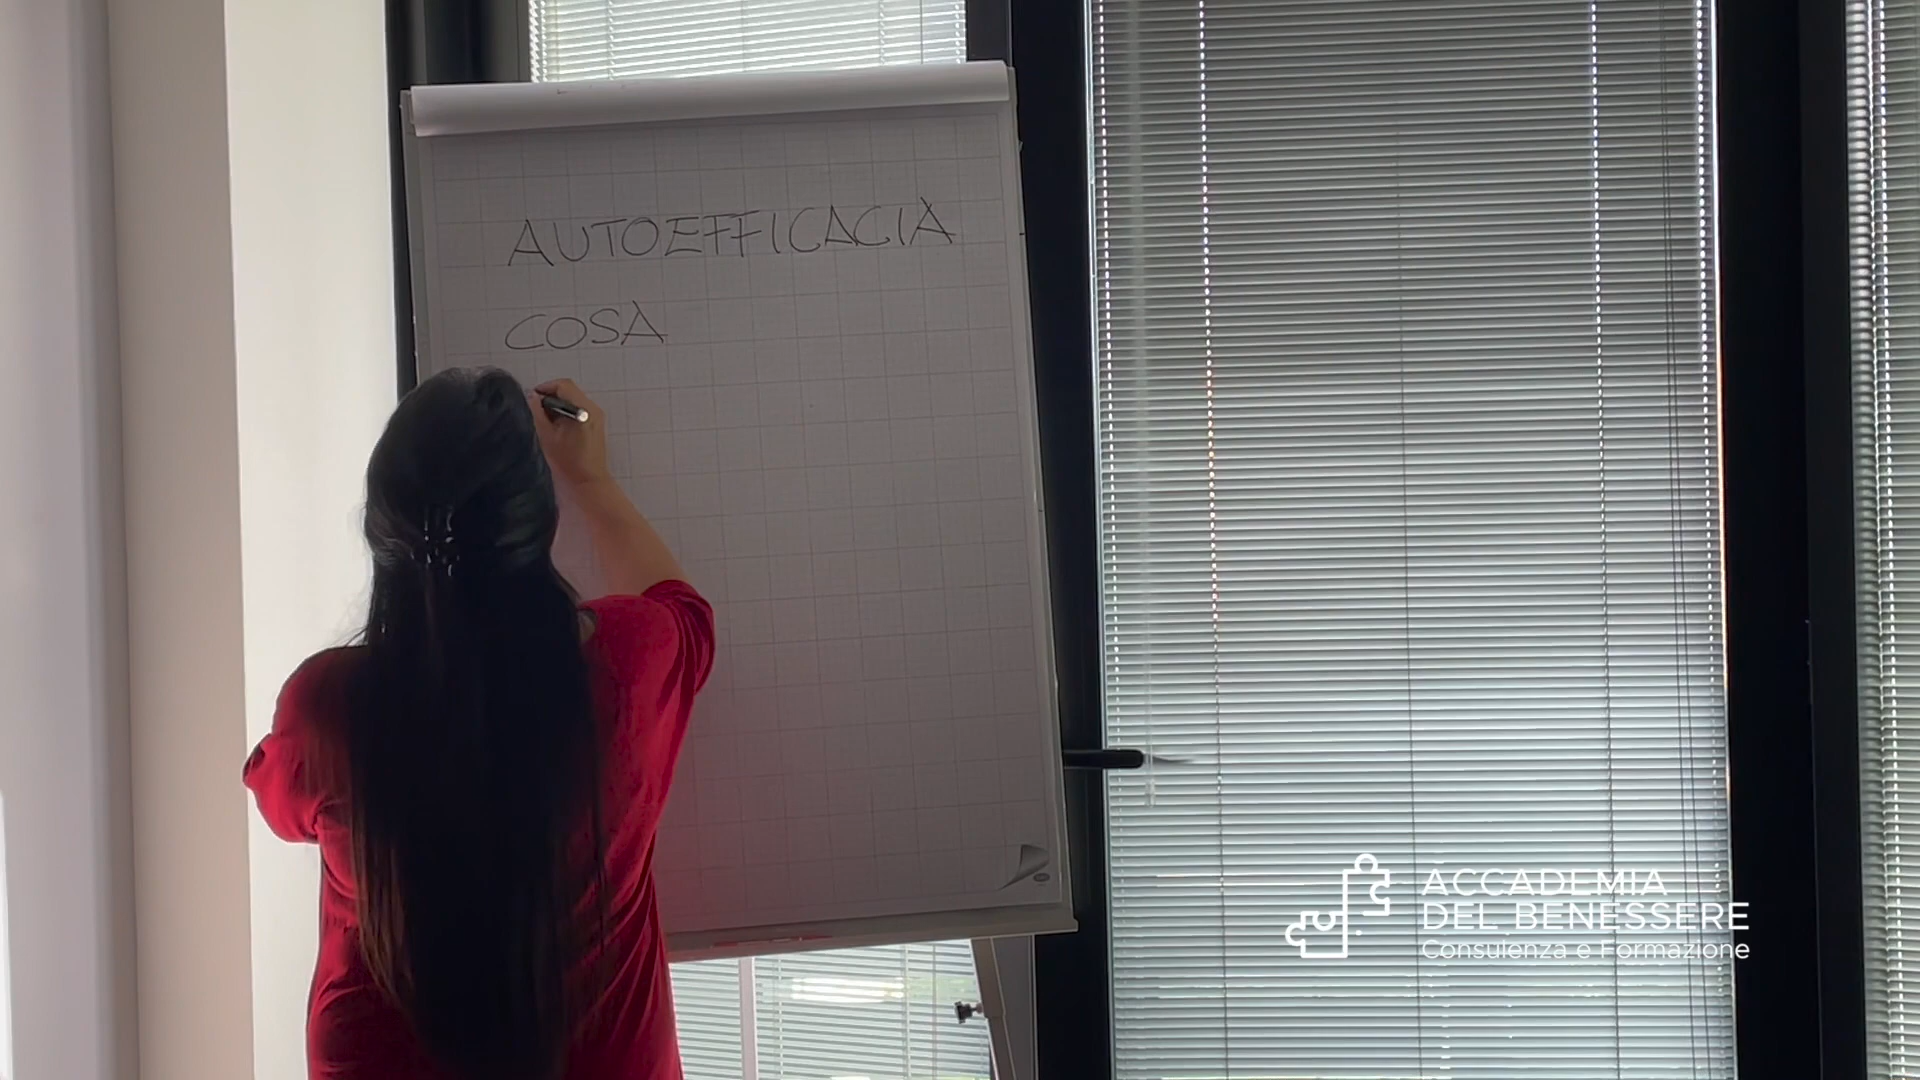 AUTOEFFICACIA
COSA
ACCADEMIA
DEL BENESSERE
Consulenza e Formazione